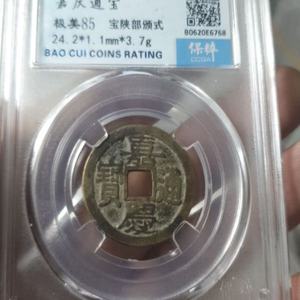 嘉庆通宝
极美85 宝陕部颁式
24.2*1.1mm*3.7g
BAO CUI COINS RATING
80620E6768
保粹
CCGA
嘉慶通寶